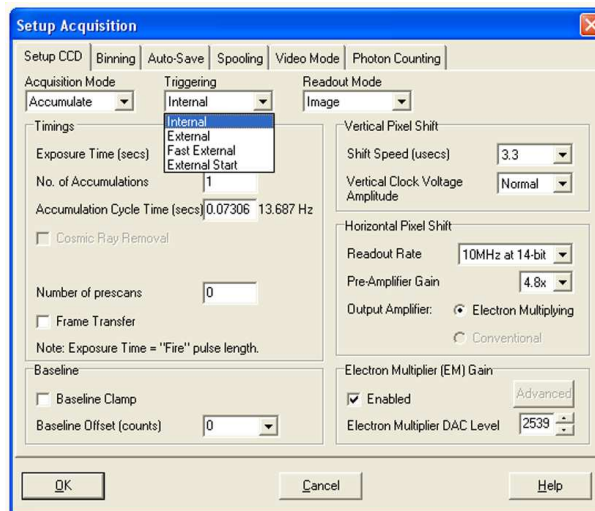 Setup Acquisition
Setup CCD Binning Auto-Save Spooling Video Mode Photon Counting
Acquisition Mode Triggering Readout Mode
Accumulate Internal Image
Internal
External
Fast External
External Start
Timings
Exposure Time (secs)
No. of Accumulations 1
Accumulation Cycle Time (secs) 0.07306 13.687 Hz
Cosmic Ray Removal
Number of prescans 0
Frame Transfer
Note: Exposure Time = "Fire" pulse length.
Baseline
Baseline Clamp
Baseline Offset (counts) 0
Vertical Pixel Shift
Shift Speed (usecs) 3.3
Vertical Clock Voltage
Amplitude Normal
Horizontal Pixel Shift
Readout Rate 10MHz at 14-bit
Pre-Amplifier Gain 4.8x
Output Amplifier: Electron Multiplying
Conventional
Electron Multiplier (EM) Gain
Enabled Advanced
Electron Multiplier DAC Level 2539
OK Cancel Help